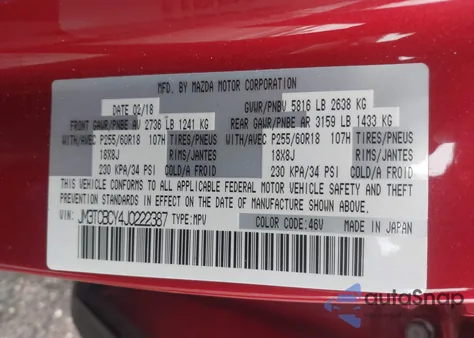 MFD. BY MAZDA MOTOR CORPORATION
DATE 02/18 GVWR/PNBV 5816 LB 2638 KG
FRONT GAWR/PNBE AV 2736 LB 1241 KG REAR GAWR/PNBE AR 3159 LB 1433 KG
WITH/AVEC P255/60R18 107H TIRES/PNEUS WITH/AVEC P255/60R18 107H TIRES/PNEUS
18X8J RIMS/JANTES 18X8J RIMS/JANTES
230 KPA/34 PSI COLD/A FROID 230 KPA/34 PSI COLD/A FROID
THIS VEHICLE CONFORMS TO ALL APPLICABLE FEDERAL MOTOR VEHICLE SAFETY AND THEFT
PREVENTION STANDARDS IN EFFECT ON THE DATE OF MANUFACTURE SHOWN ABOVE.
VIN: JM3TCBCY4J0222387 TYPE: MPV COLOR CODE: 46V MADE IN JAPAN
autoSnap